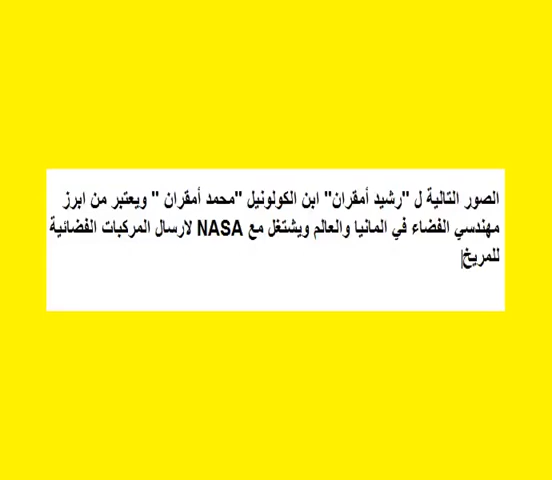 الصور التالية ل "رشيد أمقران" ابن الكولونيل "محمد أمقران " ويعتبر من ابرز
مهندسي الفضاء في المانيا والعالم ويشتغل مع NASA لارسال المركبات الفضائية
للمريخ